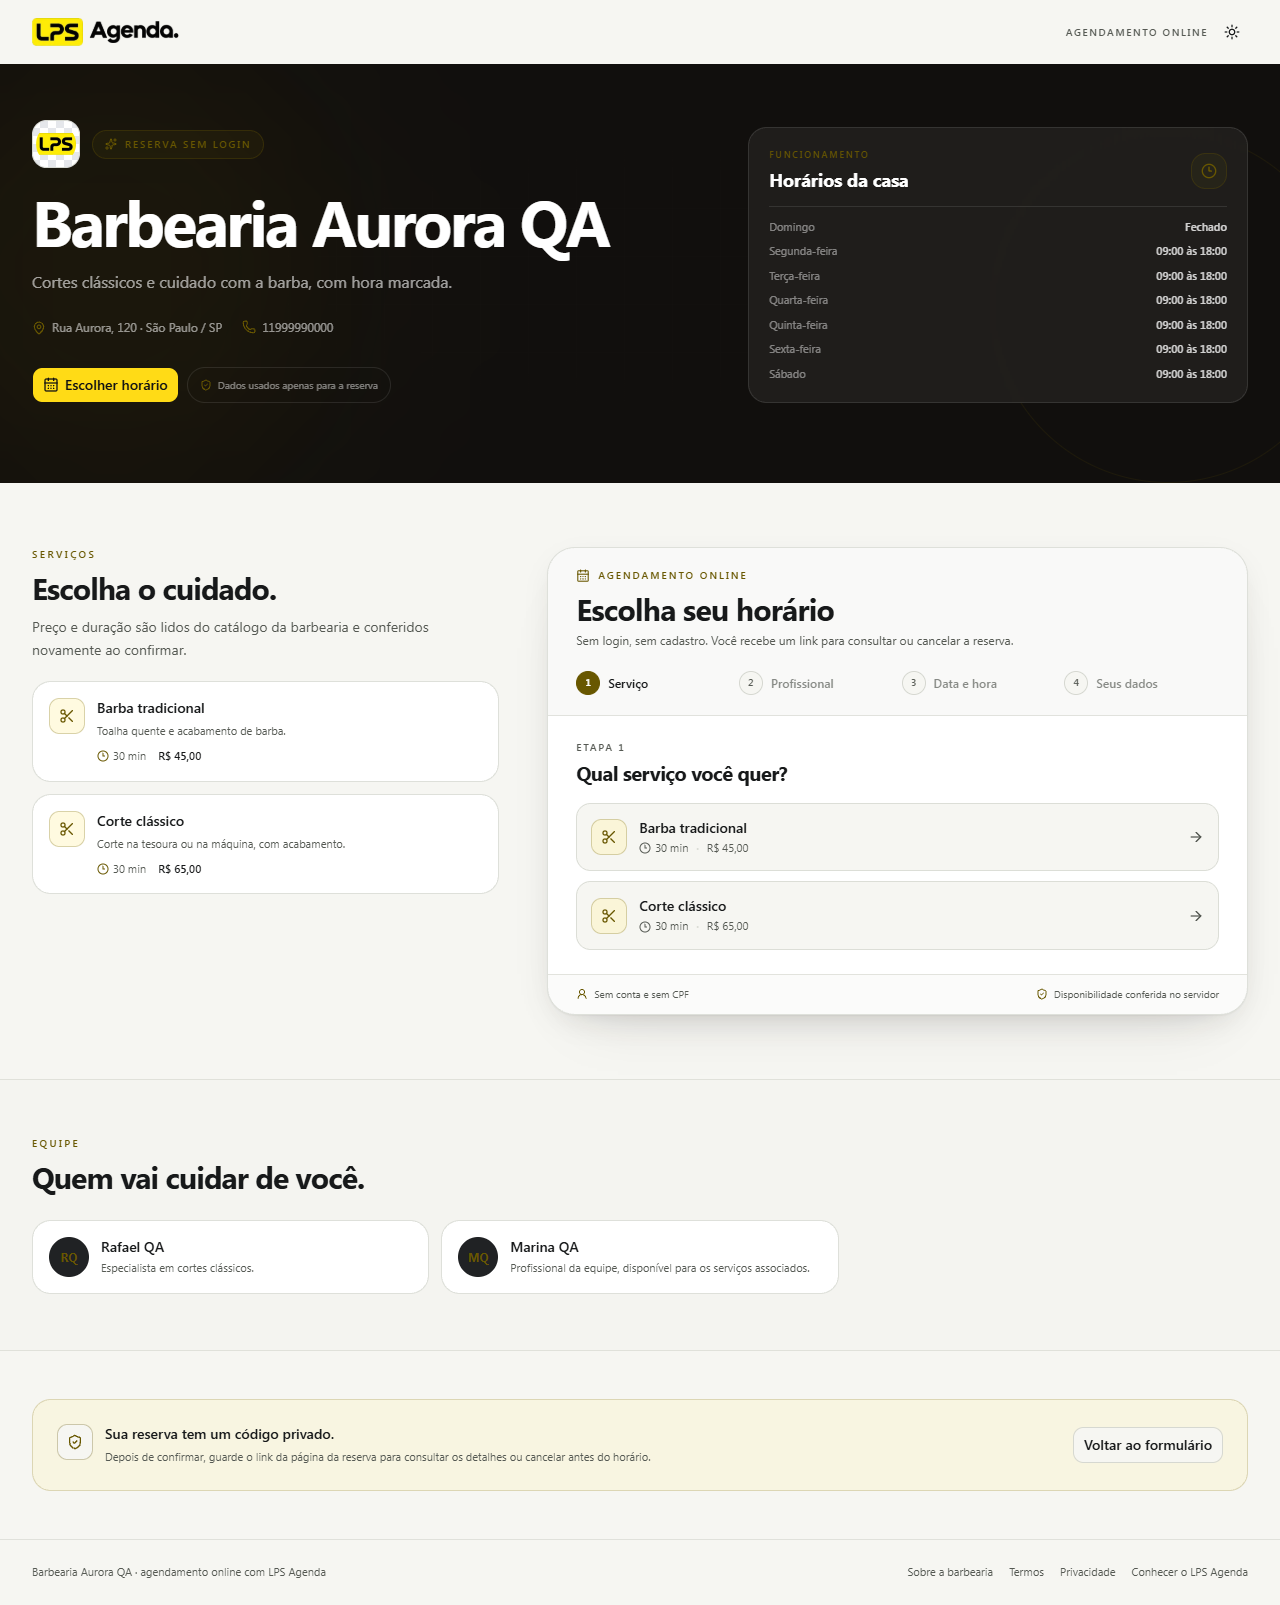 LPS Agenda.
AGENDAMENTO ONLINE
LPS
RESERVA SEM LOGIN
Barbearia Aurora QA
Cortes clássicos e cuidado com a barba, com hora marcada.
Rua Aurora, 120 · São Paulo / SP
11999990000
Escolher horário
Dados usados apenas para a reserva
FUNCIONAMENTO
Horários da casa
Domingo Fechado
Segunda-feira 09:00 às 18:00
Terça-feira 09:00 às 18:00
Quarta-feira 09:00 às 18:00
Quinta-feira 09:00 às 18:00
Sexta-feira 09:00 às 18:00
Sábado 09:00 às 18:00
SERVIÇOS
Escolha o cuidado.
Preço e duração são lidos do catálogo da barbearia e conferidos
novamente ao confirmar.
Barba tradicional
Toalha quente e acabamento de barba.
30 min R$ 45,00
Corte clássico
Corte na tesoura ou na máquina, com acabamento.
30 min R$ 65,00
AGENDAMENTO ONLINE
Escolha seu horário
Sem login, sem cadastro. Você recebe um link para consultar ou cancelar a reserva.
1 Serviço
2 Profissional
3 Data e hora
4 Seus dados
ETAPA 1
Qual serviço você quer?
Barba tradicional
30 min · R$ 45,00
Corte clássico
30 min · R$ 65,00
Sem conta e sem CPF
Disponibilidade conferida no servidor
EQUIPE
Quem vai cuidar de você.
RQ
Rafael QA
Especialista em cortes clássicos.
MQ
Marina QA
Profissional da equipe, disponível para os serviços associados.
Sua reserva tem um código privado.
Depois de confirmar, guarde o link da página da reserva para consultar os detalhes ou cancelar antes do horário.
Voltar ao formulário
Barbearia Aurora QA · agendamento online com LPS Agenda
Sobre a barbearia Termos Privacidade Conhecer o LPS Agenda